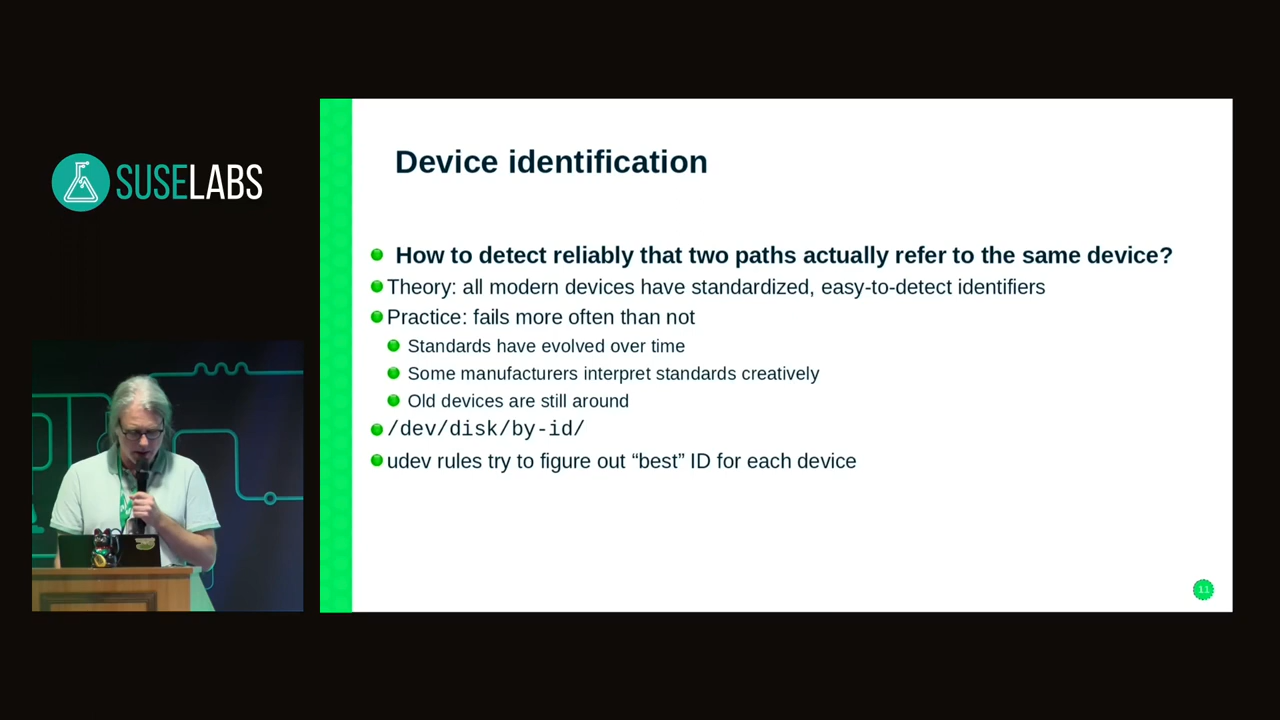 SUSELABS
Device identification
How to detect reliably that two paths actually refer to the same device?
Theory: all modern devices have standardized, easy-to-detect identifiers
Practice: fails more often than not
Standards have evolved over time
Some manufacturers interpret standards creatively
Old devices are still around
/dev/disk/by-id/
udev rules try to figure out “best” ID for each device
11